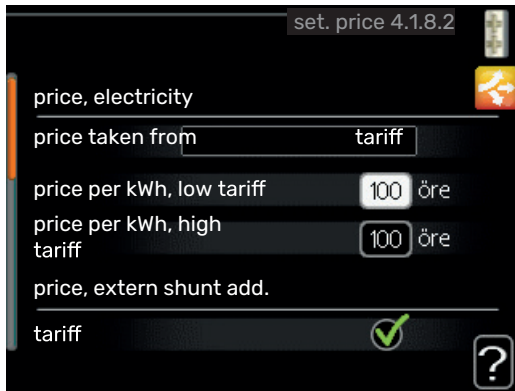 set. price 4.1.8.2
price, electricity
price taken from tariff
price per kWh, low tariff 100 öre
price per kWh, high
tariff 100 öre
price, extern shunt add.
tariff
?